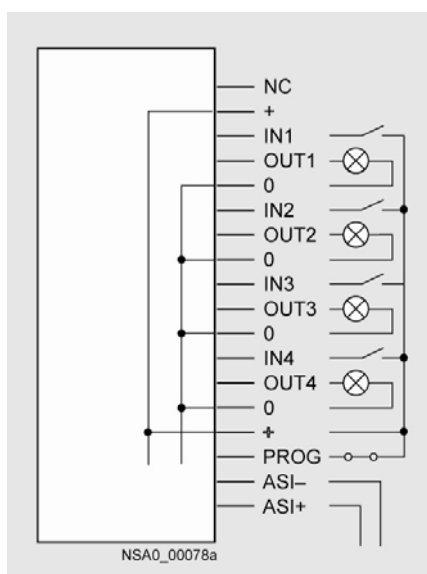 NC
+
IN1
OUT1
0
IN2
OUT2
0
IN3
OUT3
0
IN4
OUT4
0
+
PROG
ASI–
ASI+
NSA0_00078a